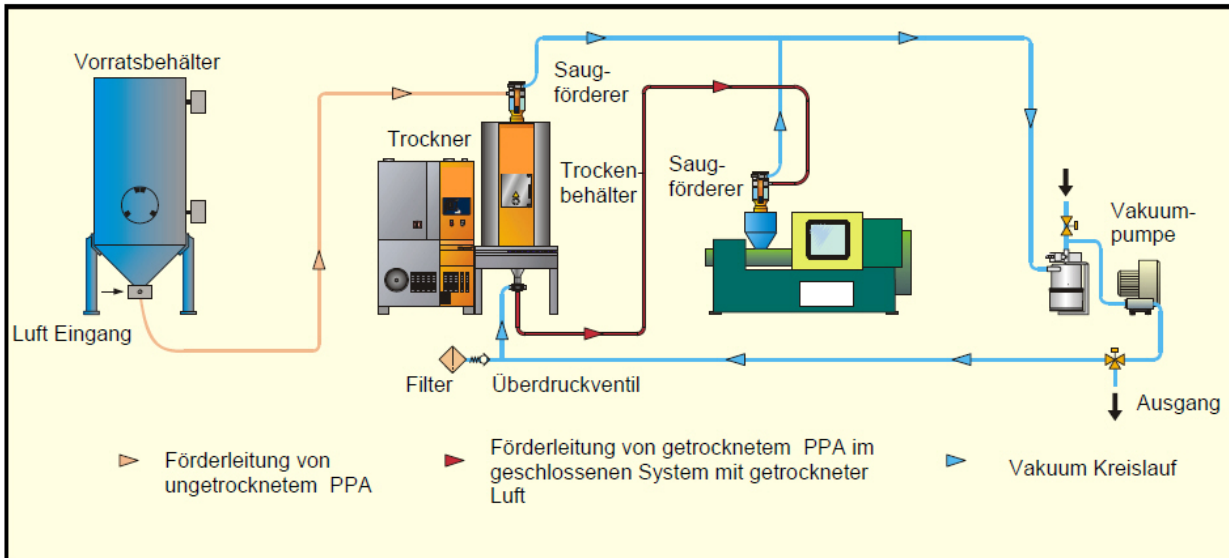 Vorratsbehälter
Saug-
förderer
Trockner
Trocken-
behälter
Saug-
förderer
Vakuum-
pumpe
Luft Eingang
Filter
Überdruckventil
Ausgang
Förderleitung von
ungetrocknetem PPA
Förderleitung von getrocknetem PPA im
geschlossenen System mit getrockneter
Luft
Vakuum Kreislauf